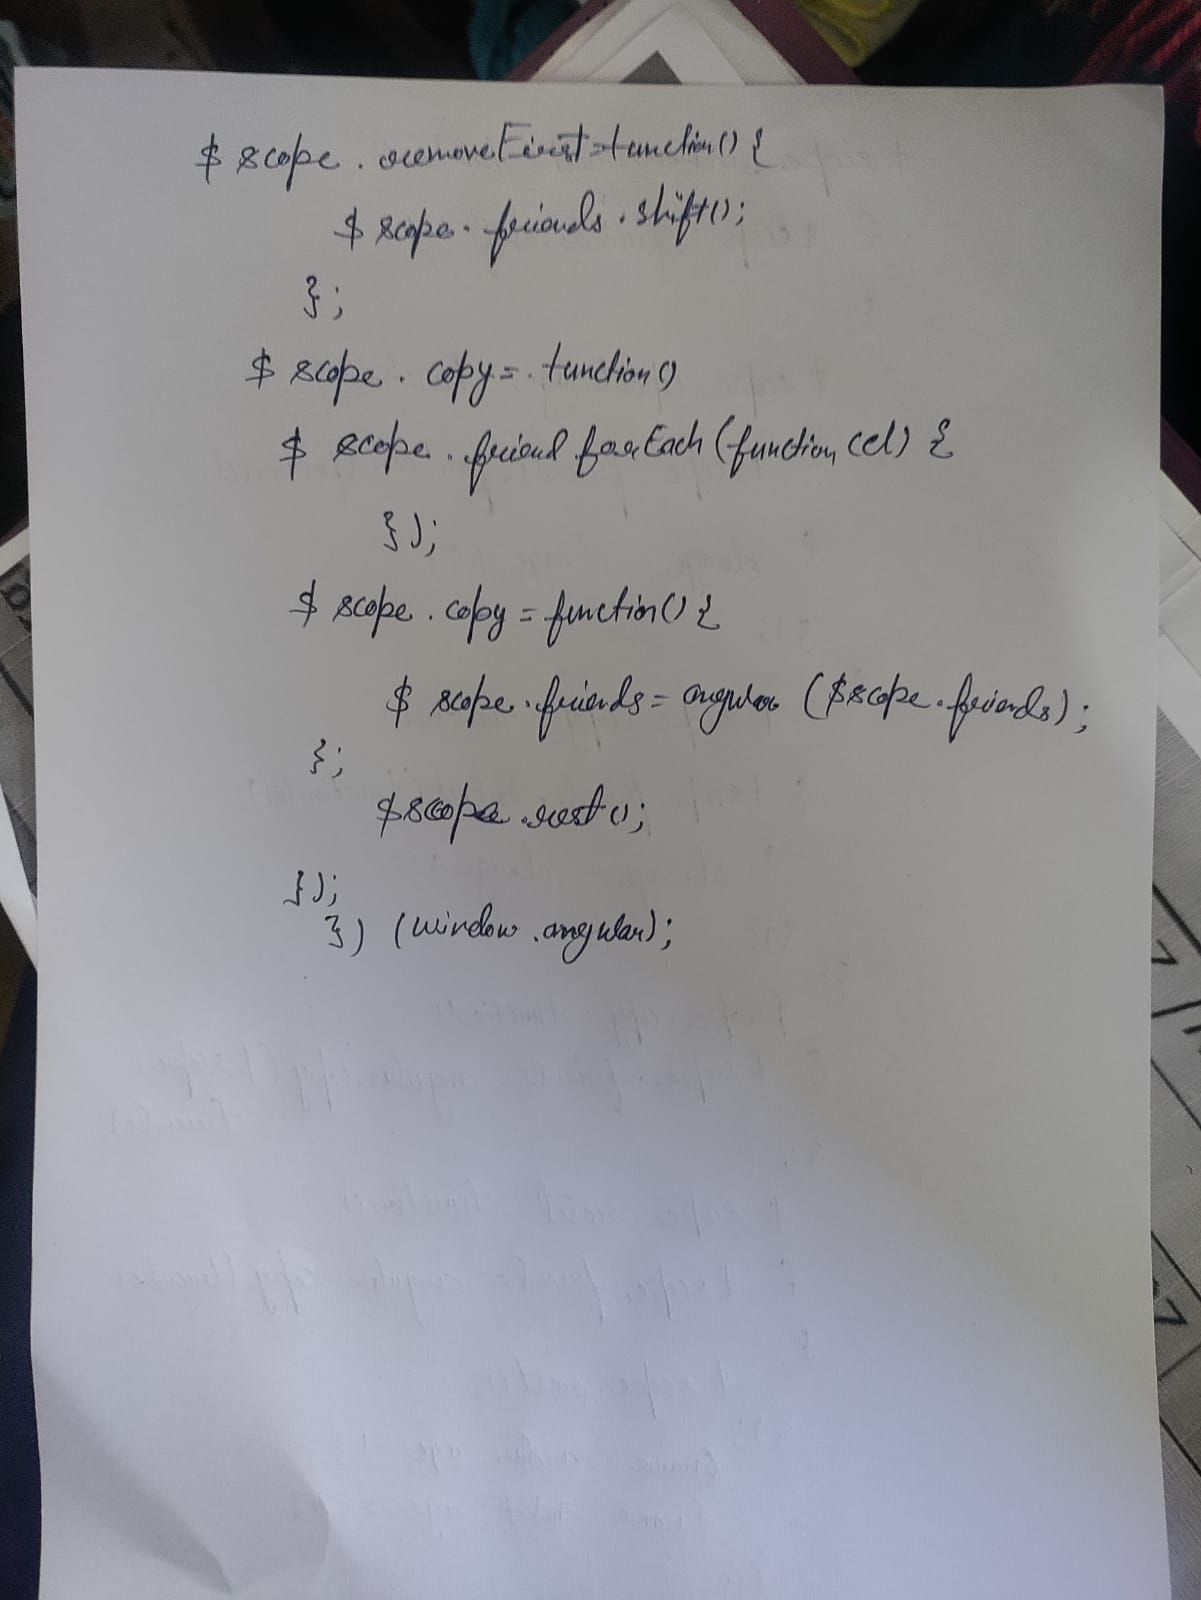 $ scope. removeFirst = function() {
$ scope. friends. shift();
};
$ scope. copy = function()
$ scope. friend forEach (function (el) {
});
$ scope. copy = function() {
$ scope. friends = angular ($scope. friends);
};
$scope. rest();
});
}) (window .angular);